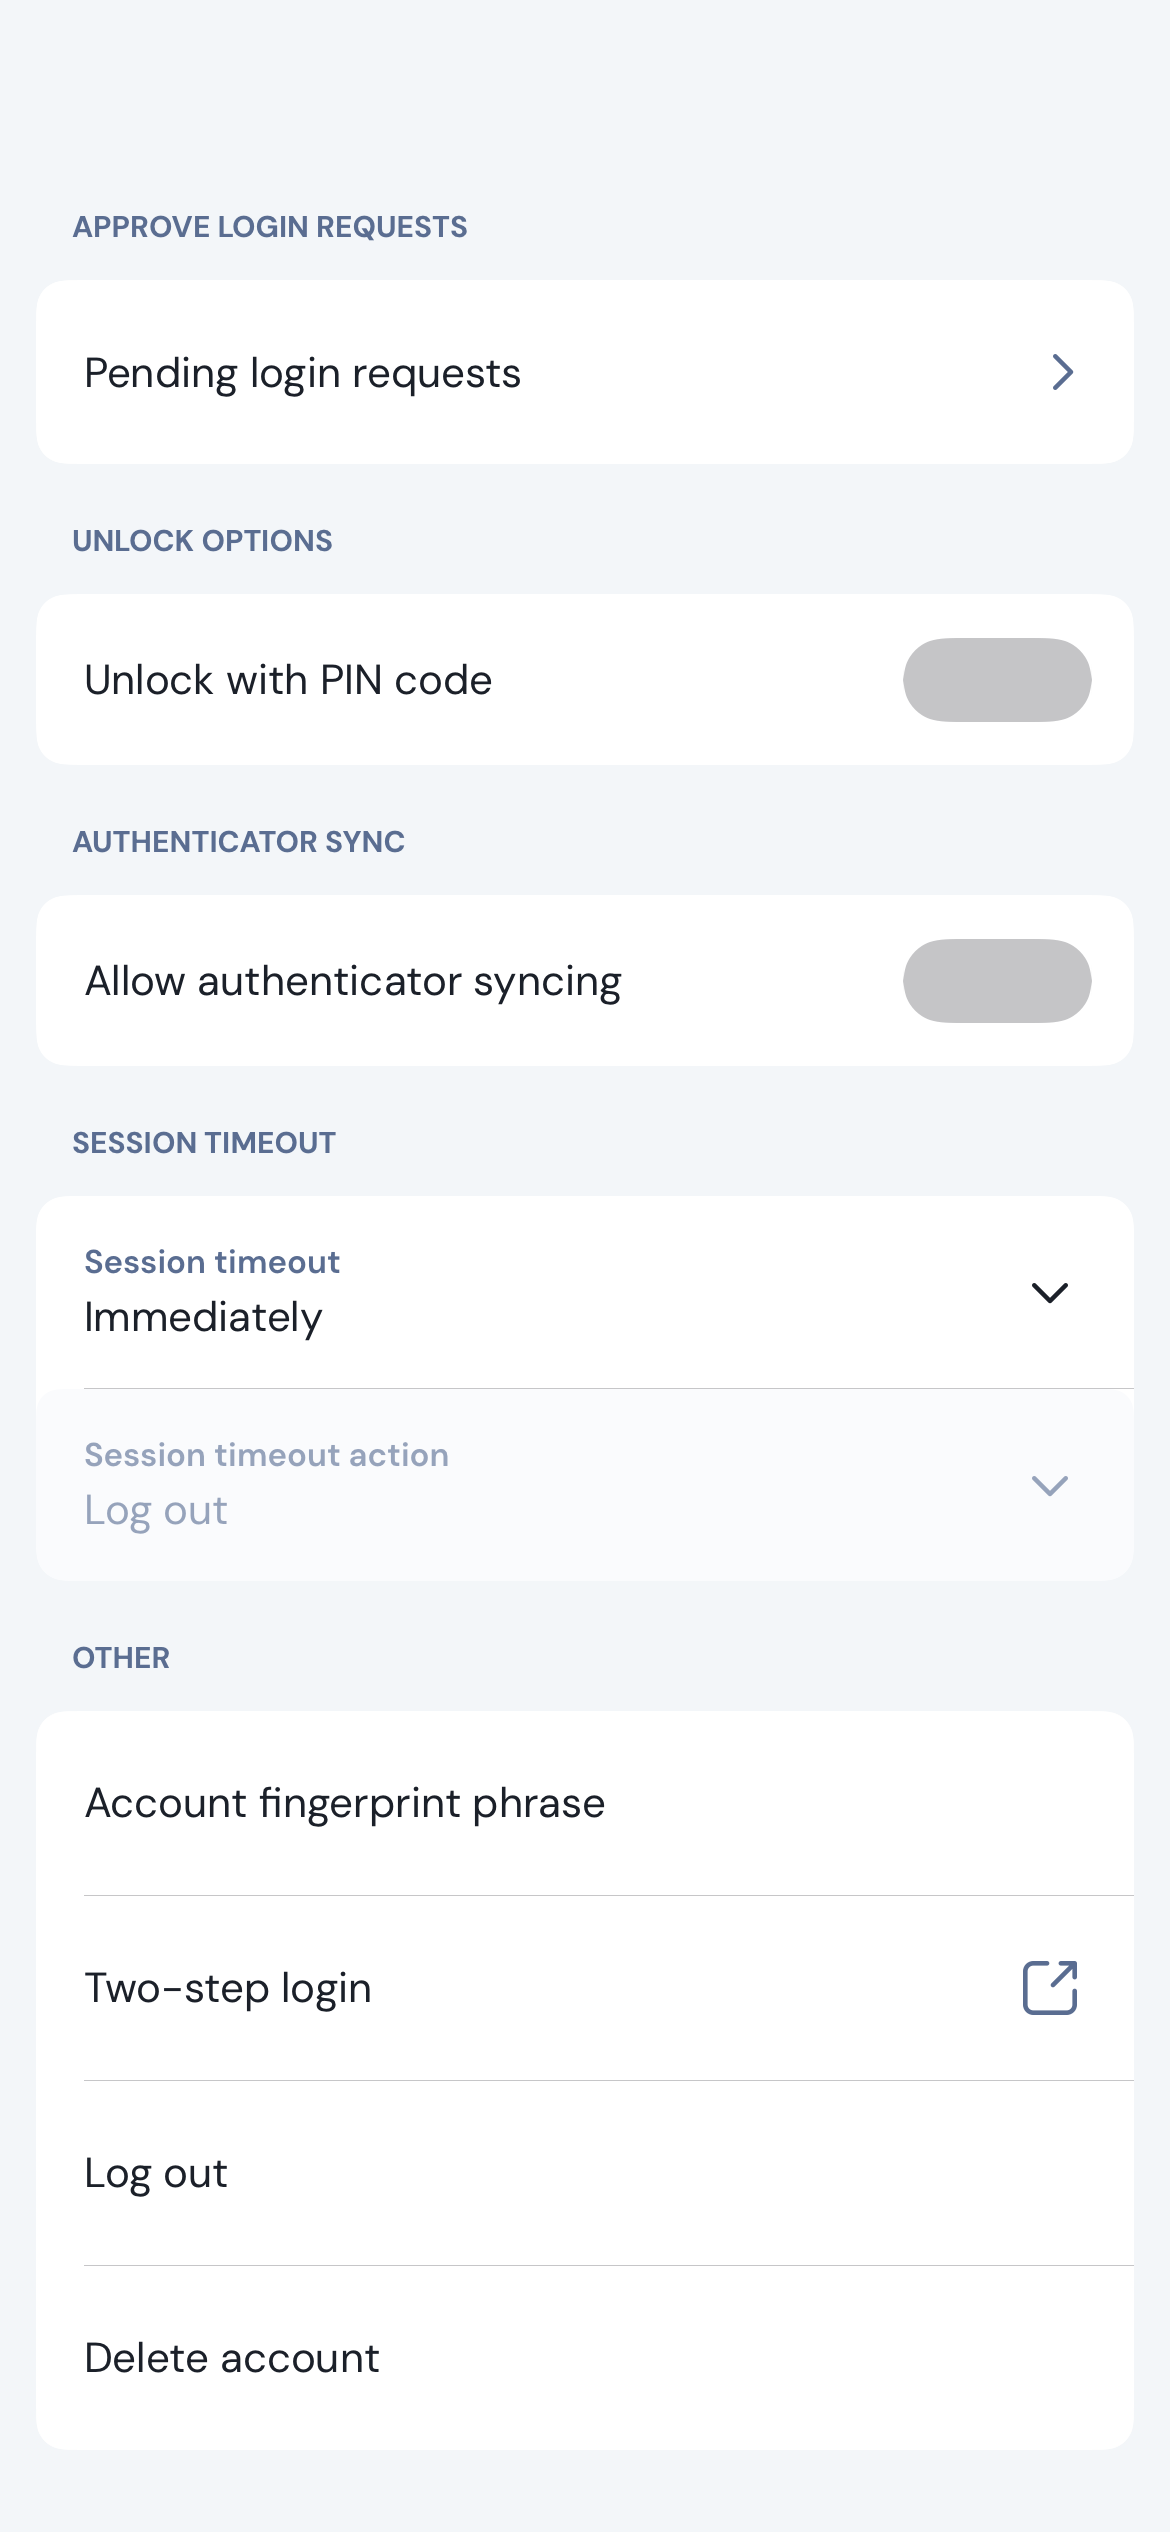 APPROVE LOGIN REQUESTS
Pending login requests
UNLOCK OPTIONS
Unlock with PIN code
AUTHENTICATOR SYNC
Allow authenticator syncing
SESSION TIMEOUT
Session timeout
Immediately
Session timeout action
Log out
OTHER
Account fingerprint phrase
Two-step login
Log out
Delete account